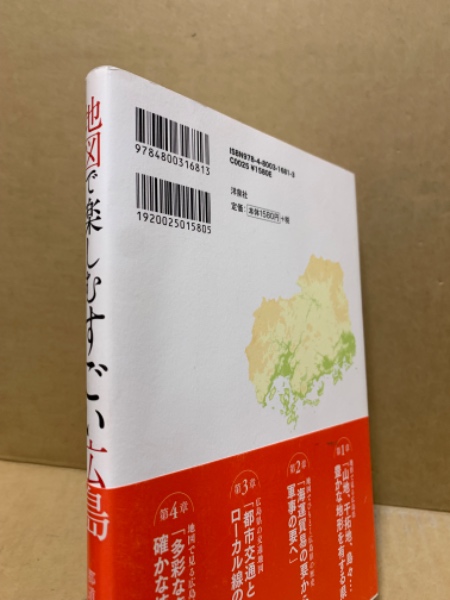 地図で楽しむすごい広島
9784800316813
1920025015805
ISBN978-4-8003-1681-3
C0025 ¥1580E
洋泉社
定価:本体1580円+税
第1章
「山地、干拓地、島々…
豊かな地形を有する県
第2章
「海運貿易の要から
軍事の要へ」
第3章
広島県の交通地図
「都市交通と
ローカル線の
第4章
地図で見る広島
「多彩な
確かな